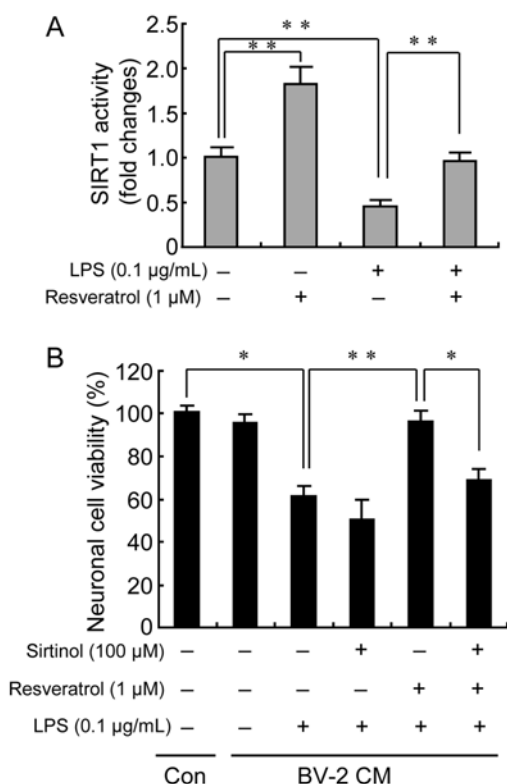 A
SIRT1 activity
(fold changes)
2.5
2.0
1.5
1.0
0.5
0
* *
* *
* *
LPS (0.1 µg/mL) – – + +
Resveratrol (1 µM) – + – +
B
Neuronal cell viability (%)
120
100
80
60
40
20
0
* * * *
Sirtinol (100 µM) – – – + – +
Resveratrol (1 µM) – – – – + +
LPS (0.1 µg/mL) – – + + + +
Con BV-2 CM